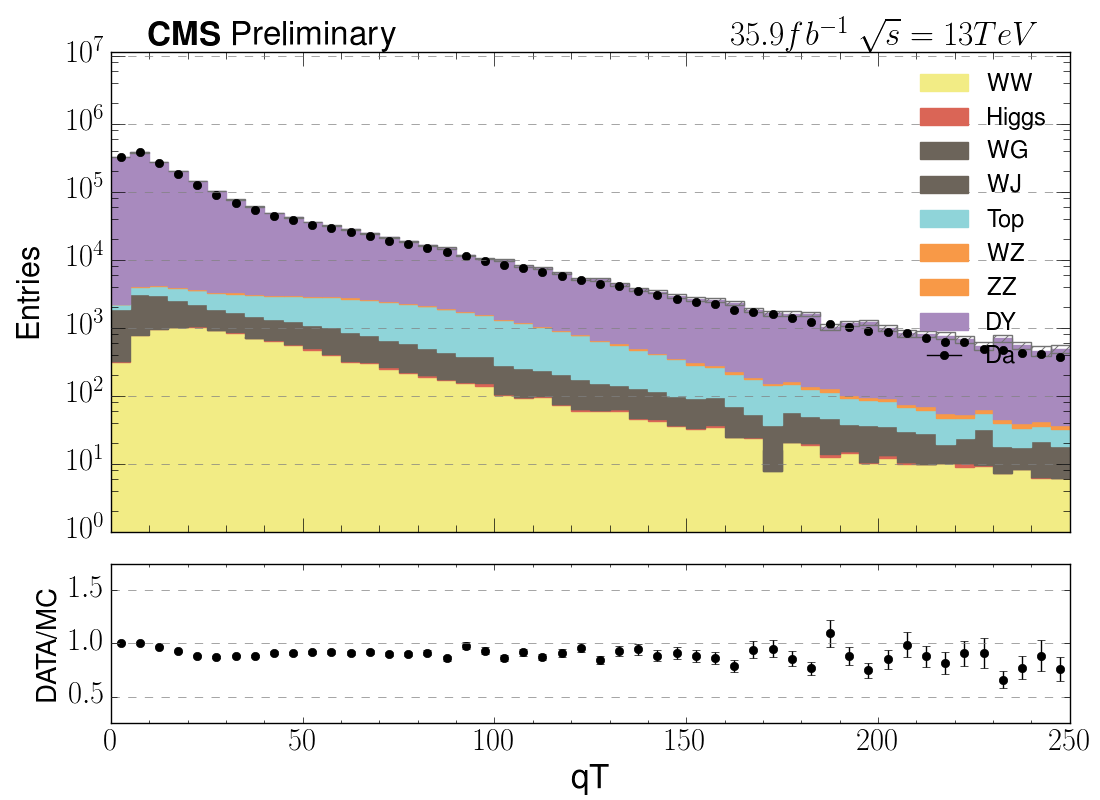 CMS Preliminary 35.9fb⁻¹ √s = 13TeV
10⁷
10⁶
10⁵
10⁴
10³
10²
10¹
10⁰
Entries
WW
Higgs
WG
WJ
Top
WZ
ZZ
DY
Da
1.5
1.0
0.5
DATA/MC
0 50 100 150 200 250
qT